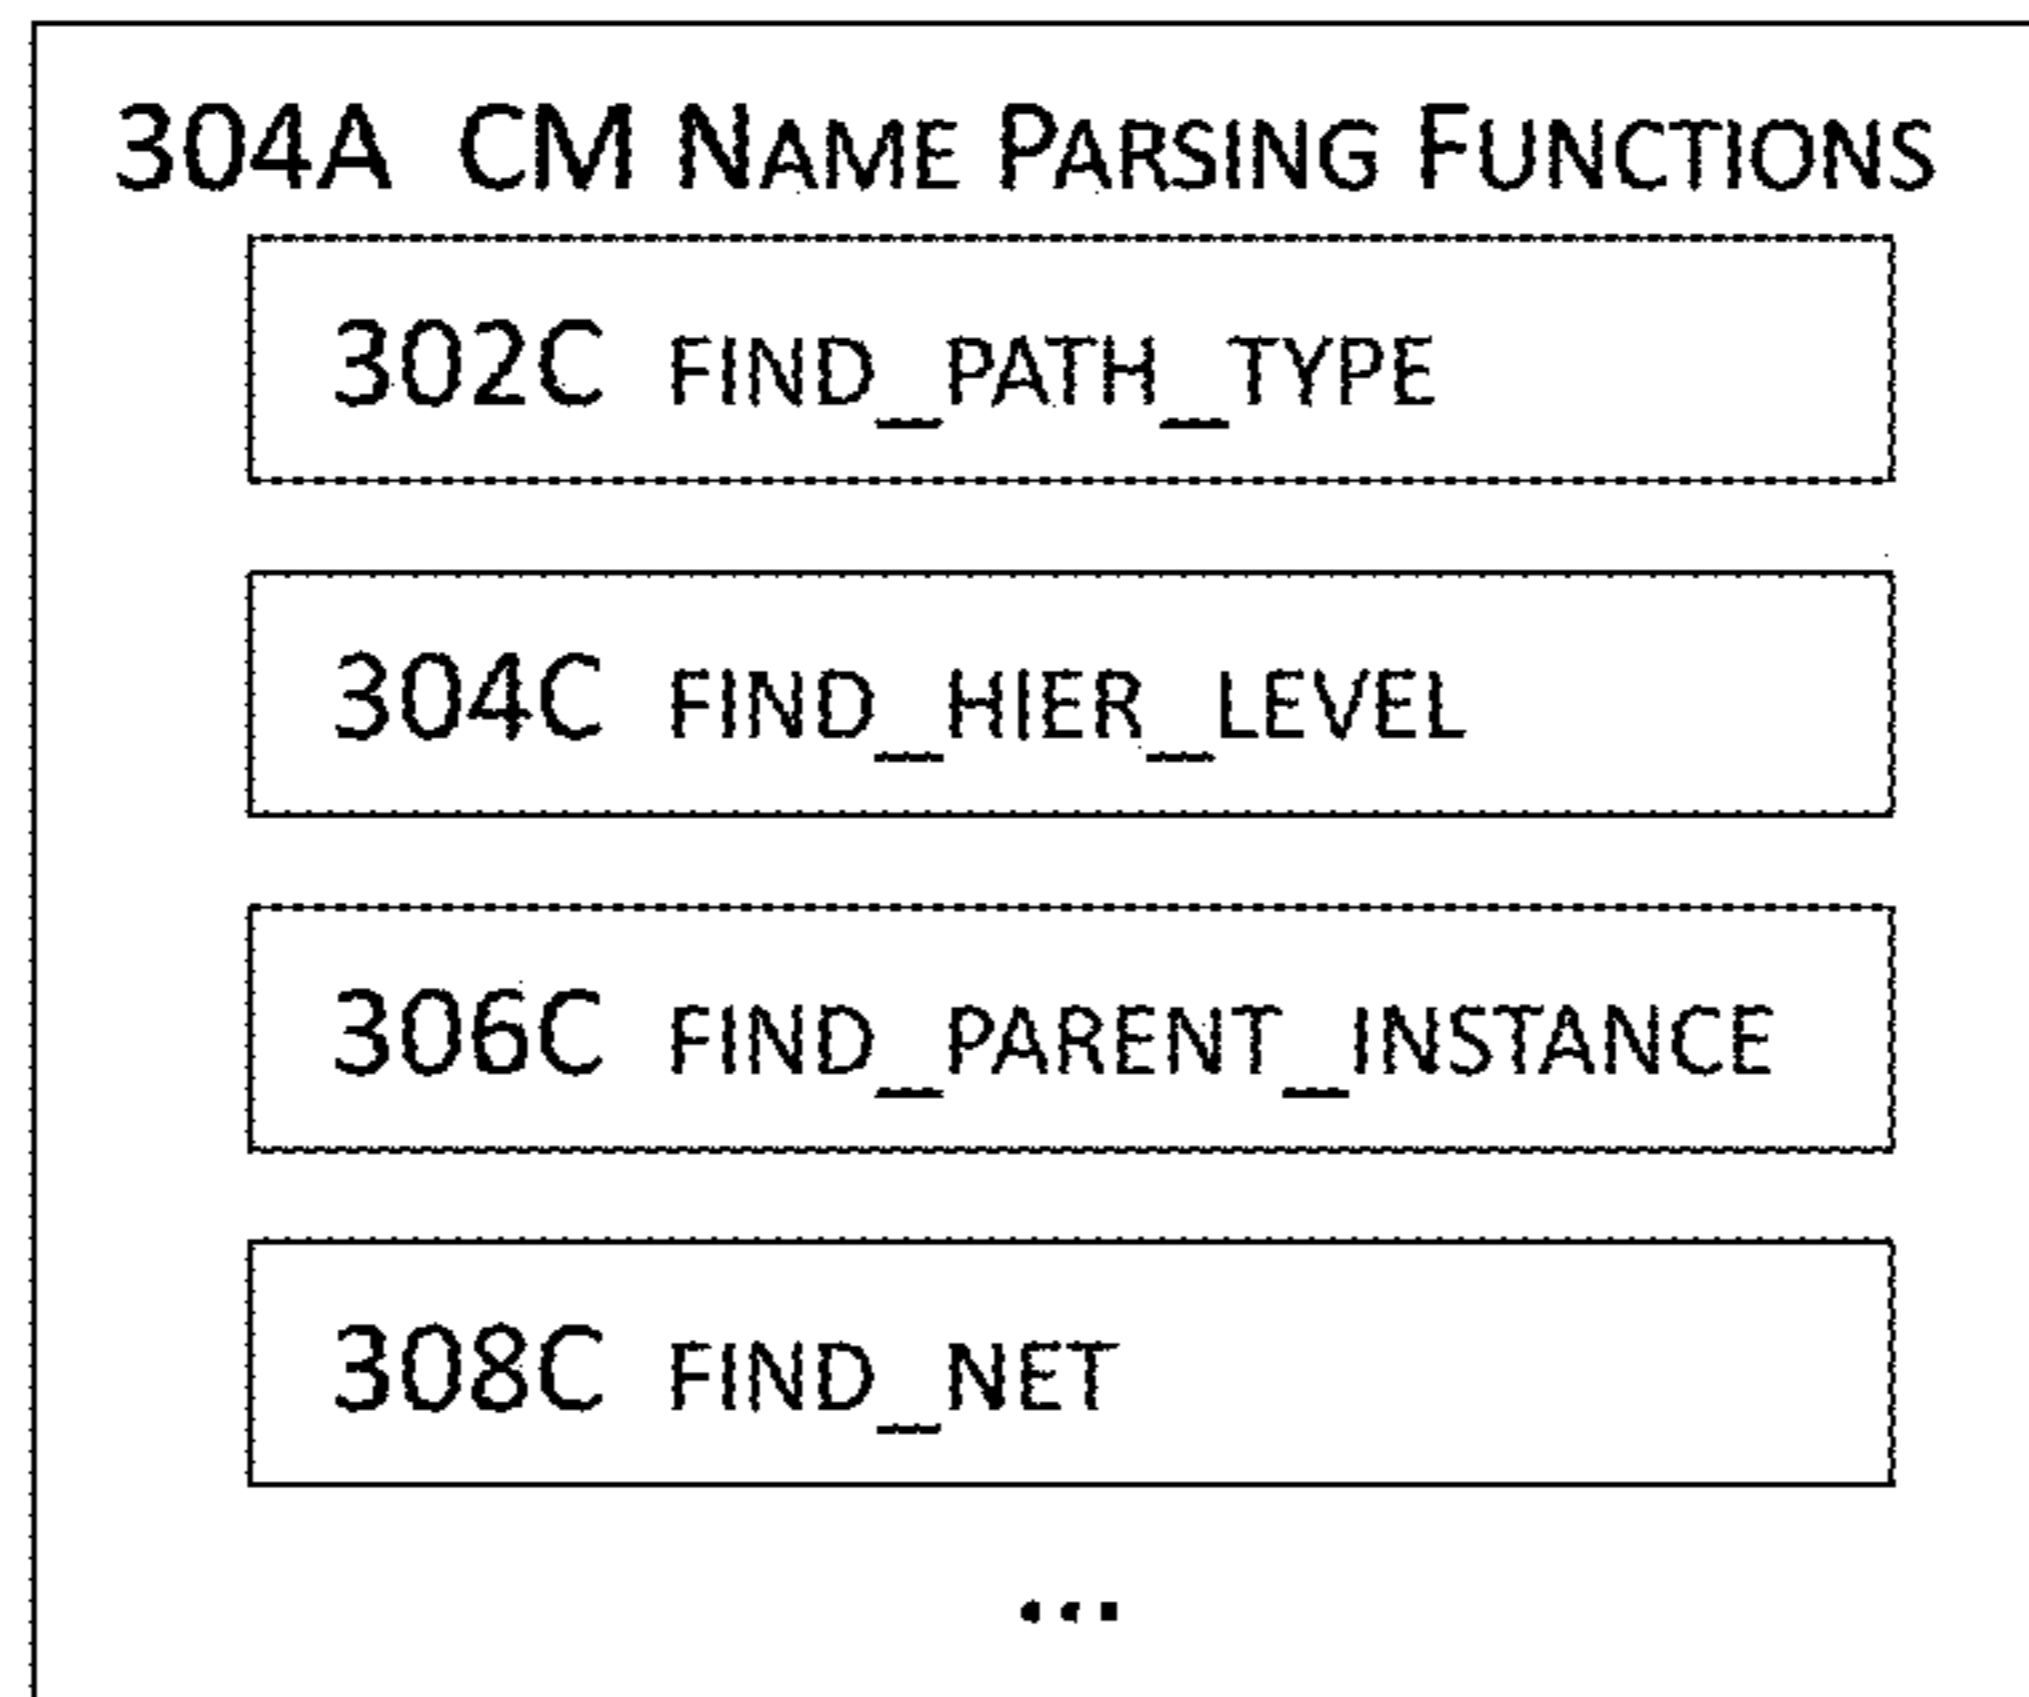 304A CM NAME PARSING FUNCTIONS
302C FIND_PATH_TYPE
304C FIND_HIER_LEVEL
306C FIND_PARENT_INSTANCE
308C FIND_NET
...